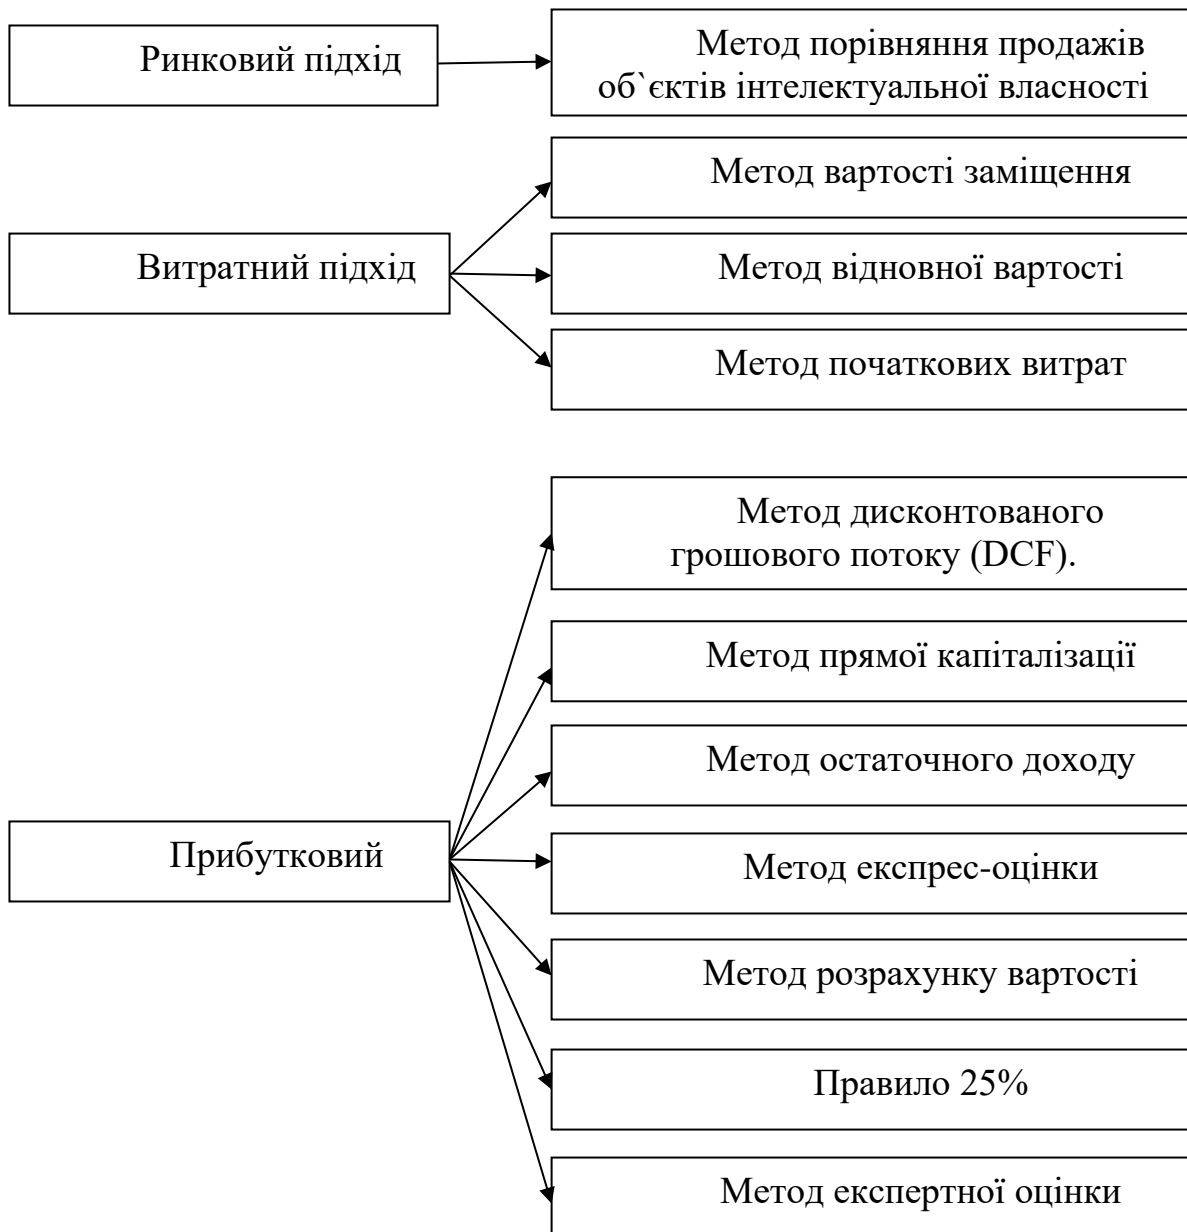 Ринковий підхід
Метод порівняння продажів
об`єктів інтелектуальної власності
Витратний підхід
Метод вартості заміщення
Метод відновної вартості
Метод початкових витрат
Прибутковий
Метод дисконтованого
грошового потоку (DCF).
Метод прямої капіталізації
Метод остаточного доходу
Метод експрес-оцінки
Метод розрахунку вартості
Правило 25%
Метод експертної оцінки